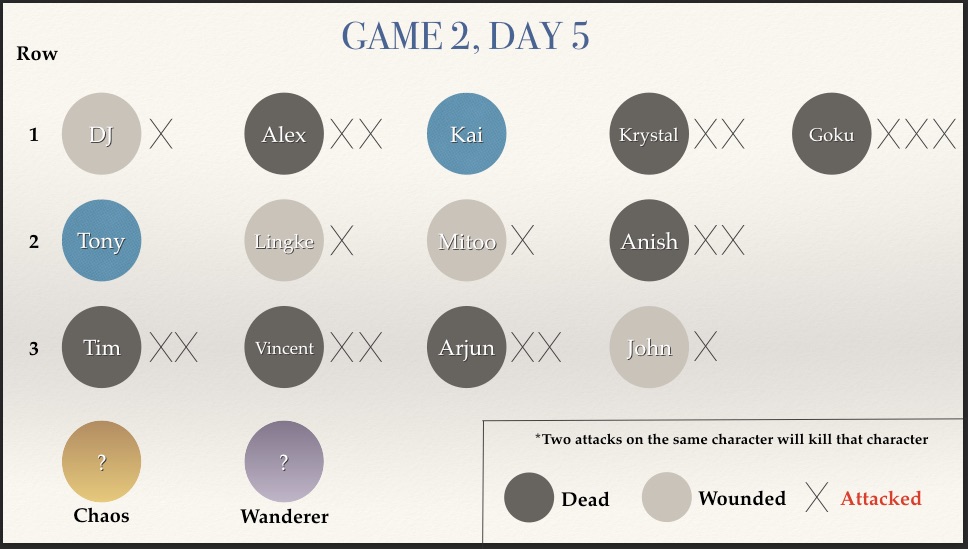 GAME 2, DAY 5
Row
1 DJ X Alex XX Kai Krystal XX Goku XXX
2 Tony Lingke X Mitoo X Anish XX
3 Tim XX Vincent XX Arjun XX John X
? ?
Chaos Wanderer
*Two attacks on the same character will kill that character
Dead Wounded X Attacked